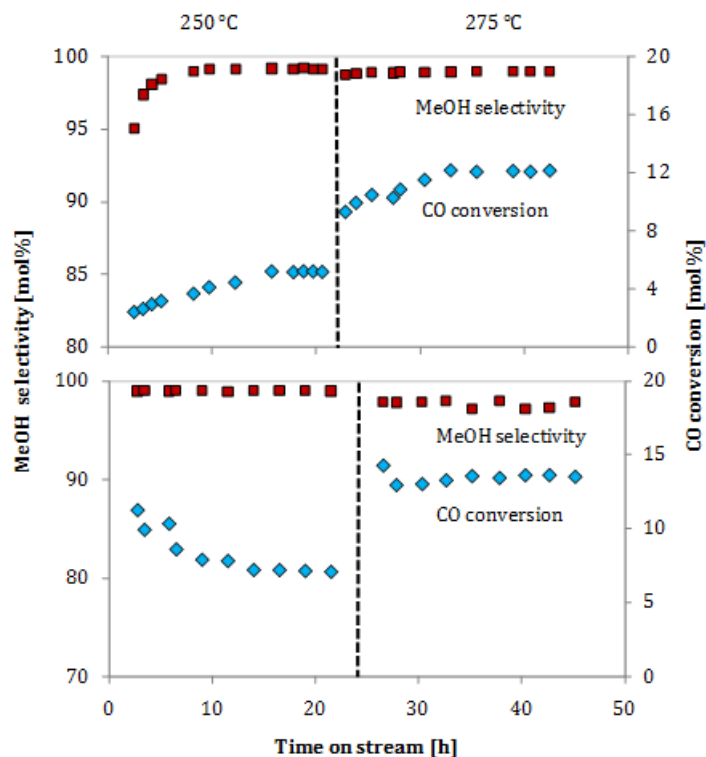 250 °C 275 °C
100
95
90
85
80
20
16
12
8
4
0
MeOH selectivity
CO conversion
MeOH selectivity [mol%]
CO conversion [mol%]
100
90
80
70
20
15
10
5
0
MeOH selectivity
CO conversion
0 10 20 30 40 50
Time on stream [h]